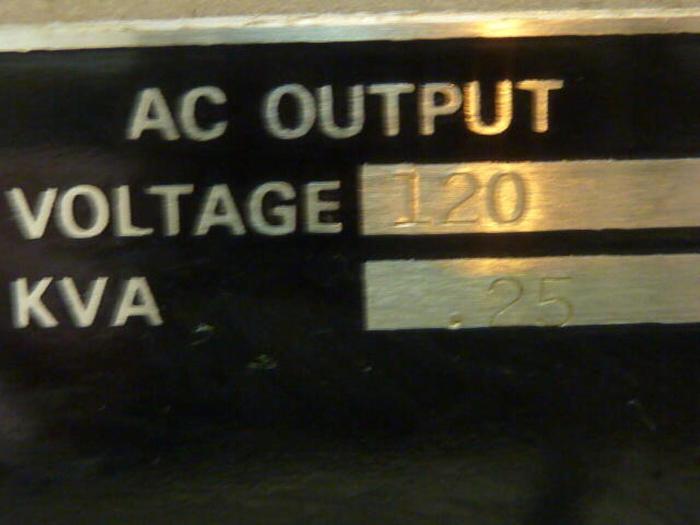 AC OUTPUT
VOLTAGE 120
KVA .25